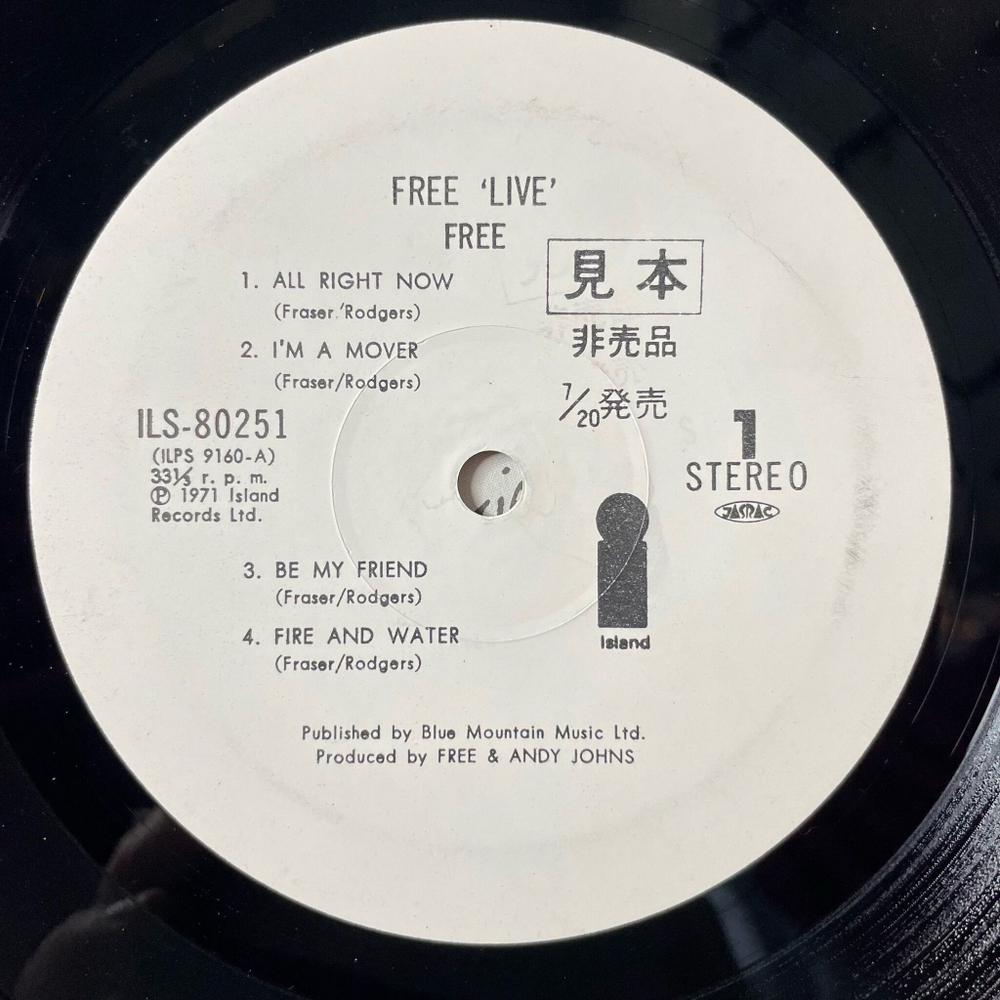 FREE ‘LIVE’
FREE
見本
非売品
7/20発売
1. ALL RIGHT NOW
(Fraser/Rodgers)
2. I'M A MOVER
(Fraser/Rodgers)
ILS-80251
(ILPS 9160-A)
33⅓ r. p. m.
℗ 1971 Island
Records Ltd.
1
STEREO
JASRAC
3. BE MY FRIEND
(Fraser/Rodgers)
4. FIRE AND WATER
(Fraser/Rodgers)
Island
Published by Blue Mountain Music Ltd.
Produced by FREE & ANDY JOHNS